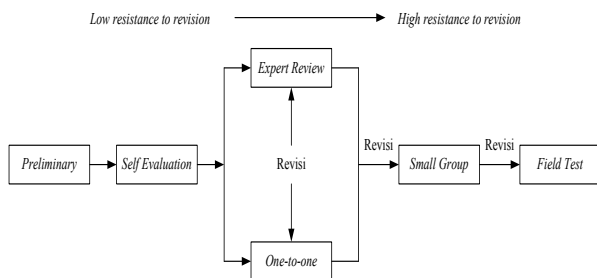 Low resistance to revision
High resistance to revision
Expert Review
Preliminary
Self Evaluation
Revisi
Revisi
Small Group
Revisi
Field Test
One-to-one